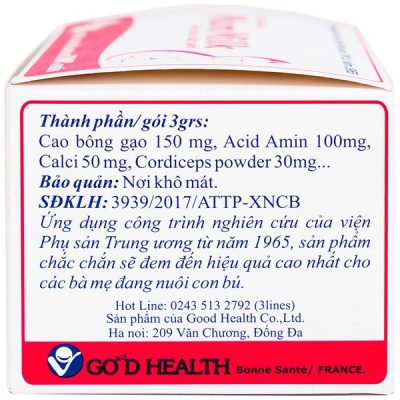 Thành phần/ gói 3grs:
Cao bông gạo 150 mg, Acid Amin 100mg,
Calci 50 mg, Cordiceps powder 30mg...
Bảo quản: Nơi khô mát.
SĐKLH: 3939/2017/ATTP-XNCB
Ứng dụng công trình nghiên cứu của viện
Phụ sản Trung ương từ năm 1965, sản phẩm
chắc chắn sẽ đem đến hiệu quả cao nhất cho
các bà mẹ đang nuôi con bú.
Hot Line: 0243 513 2792 (3lines)
Sản phẩm của Good Health Co.,Ltd.
Ha noi: 209 Văn Chương, Đống Đa
GO'D HEALTH Bonne Santé/ FRANCE.